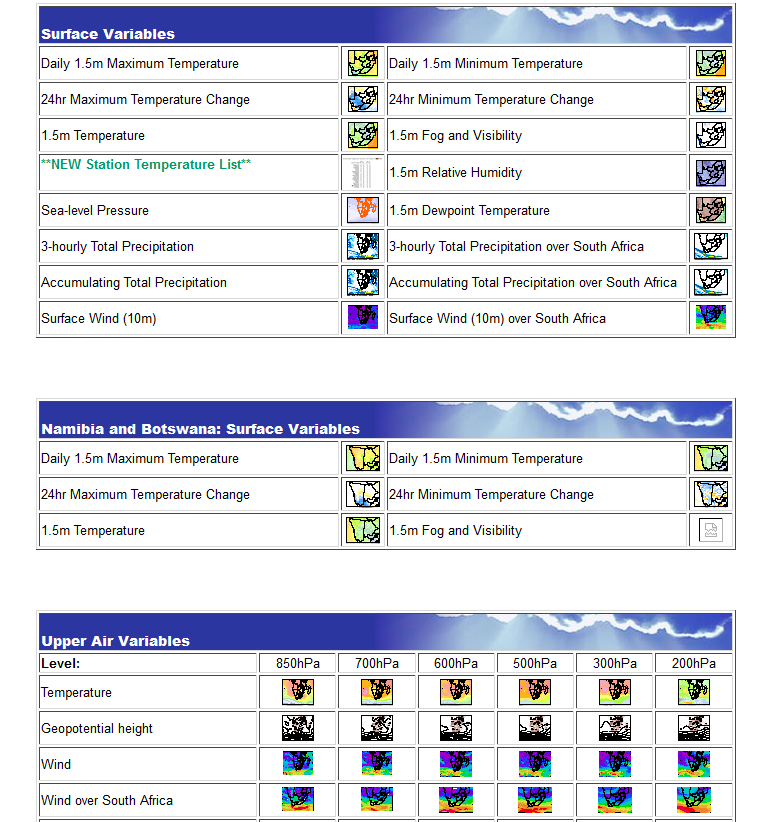 Surface Variables
Daily 1.5m Maximum Temperature
Daily 1.5m Minimum Temperature
24hr Maximum Temperature Change
24hr Minimum Temperature Change
1.5m Temperature
1.5m Fog and Visibility
**NEW Station Temperature List**
1.5m Relative Humidity
Sea-level Pressure
1.5m Dewpoint Temperature
3-hourly Total Precipitation
3-hourly Total Precipitation over South Africa
Accumulating Total Precipitation
Accumulating Total Precipitation over South Africa
Surface Wind (10m)
Surface Wind (10m) over South Africa
Namibia and Botswana: Surface Variables
Daily 1.5m Maximum Temperature
Daily 1.5m Minimum Temperature
24hr Maximum Temperature Change
24hr Minimum Temperature Change
1.5m Temperature
1.5m Fog and Visibility
Upper Air Variables
Level: 850hPa 700hPa 600hPa 500hPa 300hPa 200hPa
Temperature
Geopotential height
Wind
Wind over South Africa